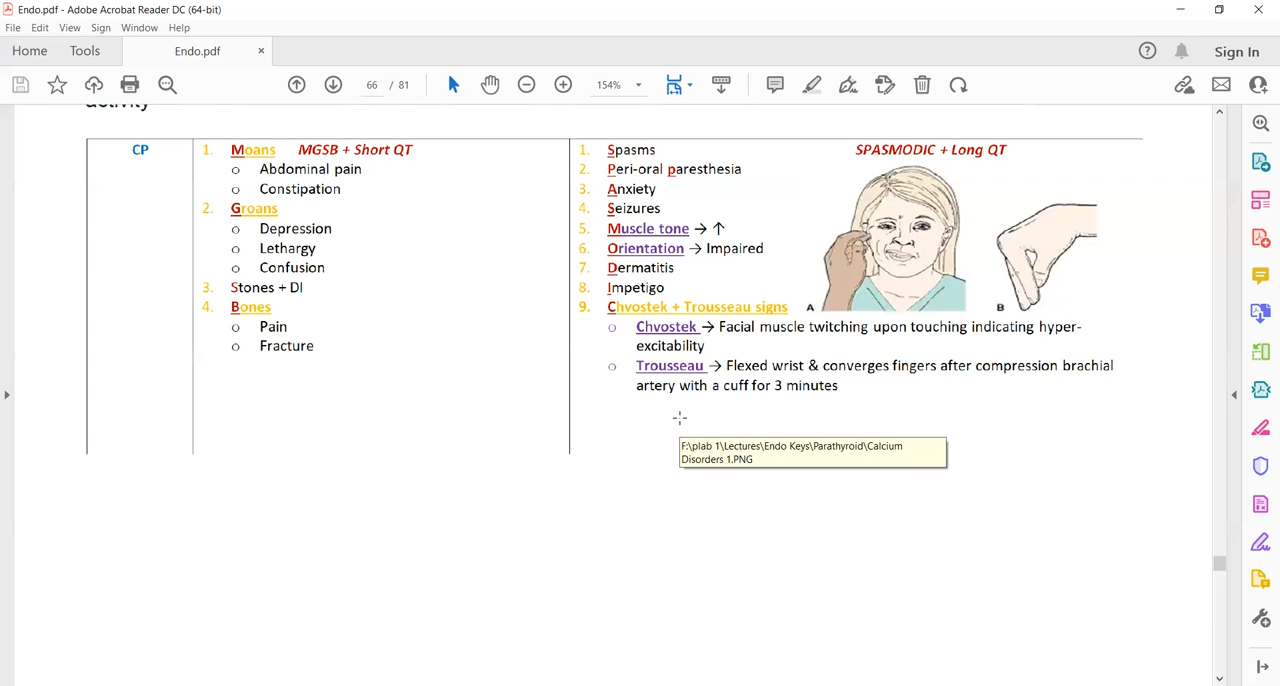 Endo.pdf - Adobe Acrobat Reader DC (64-bit)
File Edit View Sign Window Help
Home Tools Endo.pdf × Sign In
66 / 81 154%
activity
CP
1. Moans MGSB + Short QT
o Abdominal pain
o Constipation
2. Groans
o Depression
o Lethargy
o Confusion
3. Stones + DI
4. Bones
o Pain
o Fracture
1. Spasms SPASMODIC + Long QT
2. Peri-oral paresthesia
3. Anxiety
4. Seizures
5. Muscle tone → ↑
6. Orientation → Impaired
7. Dermatitis
8. Impetigo
9. Chvostek + Trousseau signs
A B
o Chvostek → Facial muscle twitching upon touching indicating hyper-
excitability
o Trousseau → Flexed wrist & converges fingers after compression brachial
artery with a cuff for 3 minutes
F:\plab 1\Lectures\Endo Keys\Parathyroid\Calcium
Disorders 1.PNG